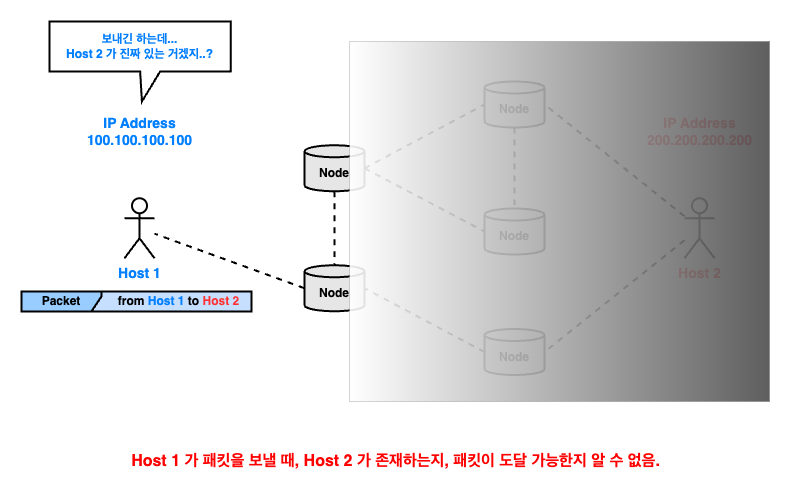 보내긴 하는데...
Host 2 가 진짜 있는 거겠지..?
IP Address
100.100.100.100
Node
IP Address
200.200.200.200
Node
Node
Host 1
Host 2
Node
Packet from Host 1 to Host 2
Node
Host 1 가 패킷을 보낼 때, Host 2 가 존재하는지, 패킷이 도달 가능한지 알 수 없음.